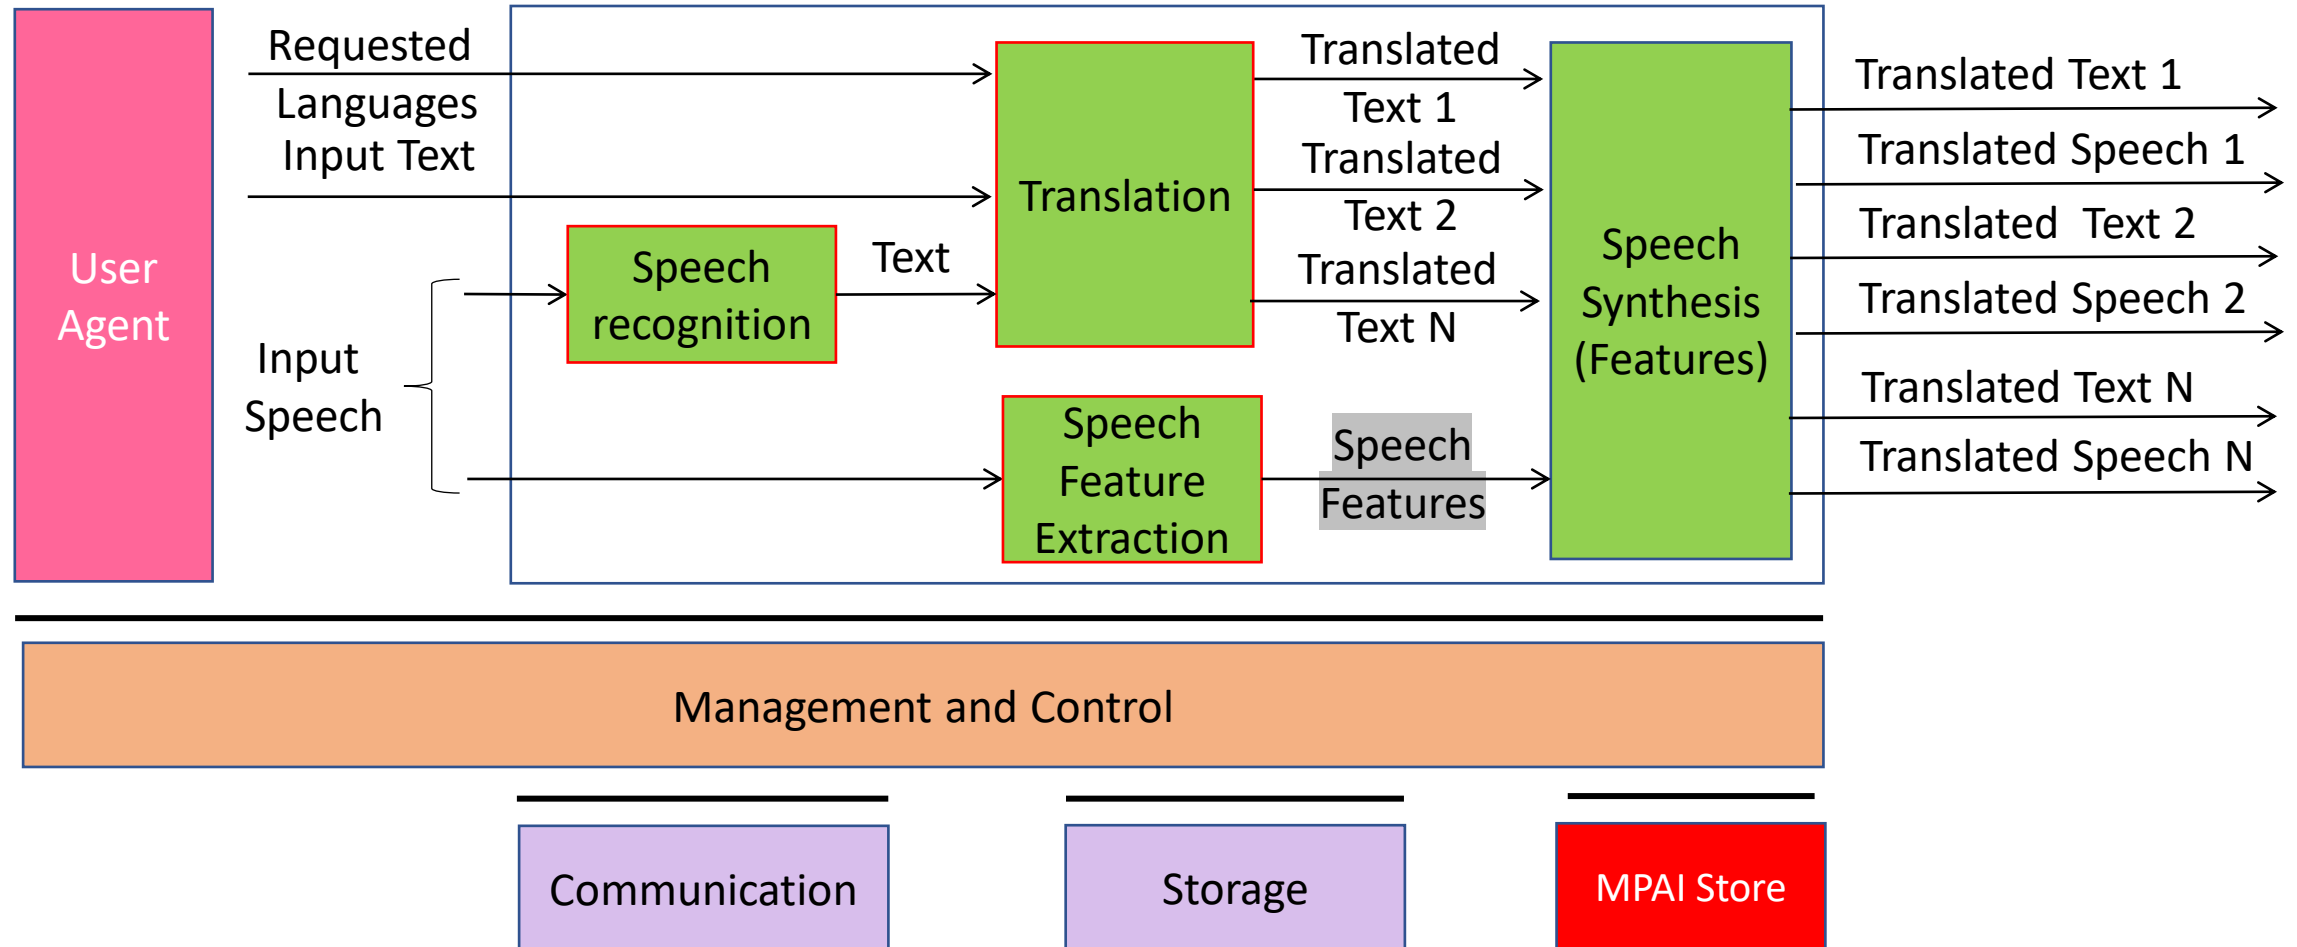 User
Agent
Requested
Languages
Input Text
Input
Speech
Speech
recognition
Text
Translation
Speech
Feature
Extraction
Translated
Text 1
Translated
Text 2
Translated
Text N
Speech
Features
Speech
Synthesis
(Features)
Translated Text 1
Translated Speech 1
Translated  Text 2
Translated Speech 2
Translated Text N
Translated Speech N
Management and Control
Communication
Storage
MPAI Store